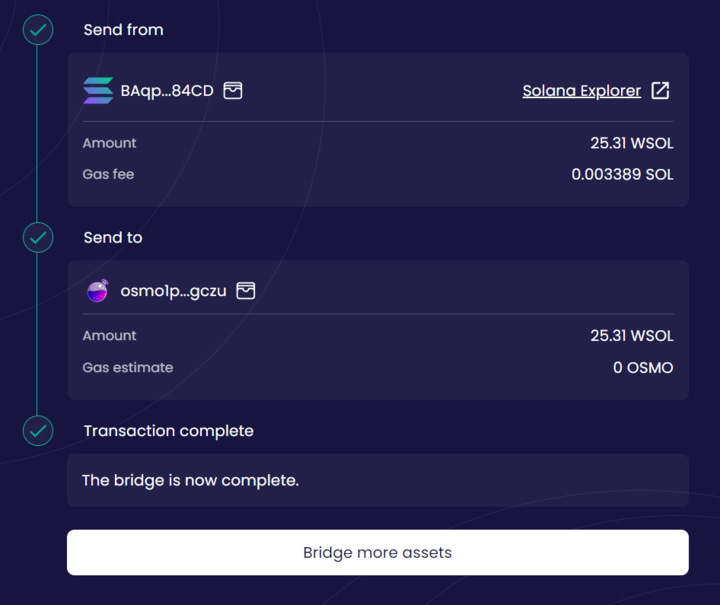 Send from
BAqp...84CD Solana Explorer
Amount 25.31 WSOL
Gas fee 0.003389 SOL
Send to
osmo1p...gczu
Amount 25.31 WSOL
Gas estimate 0 OSMO
Transaction complete
The bridge is now complete.
Bridge more assets